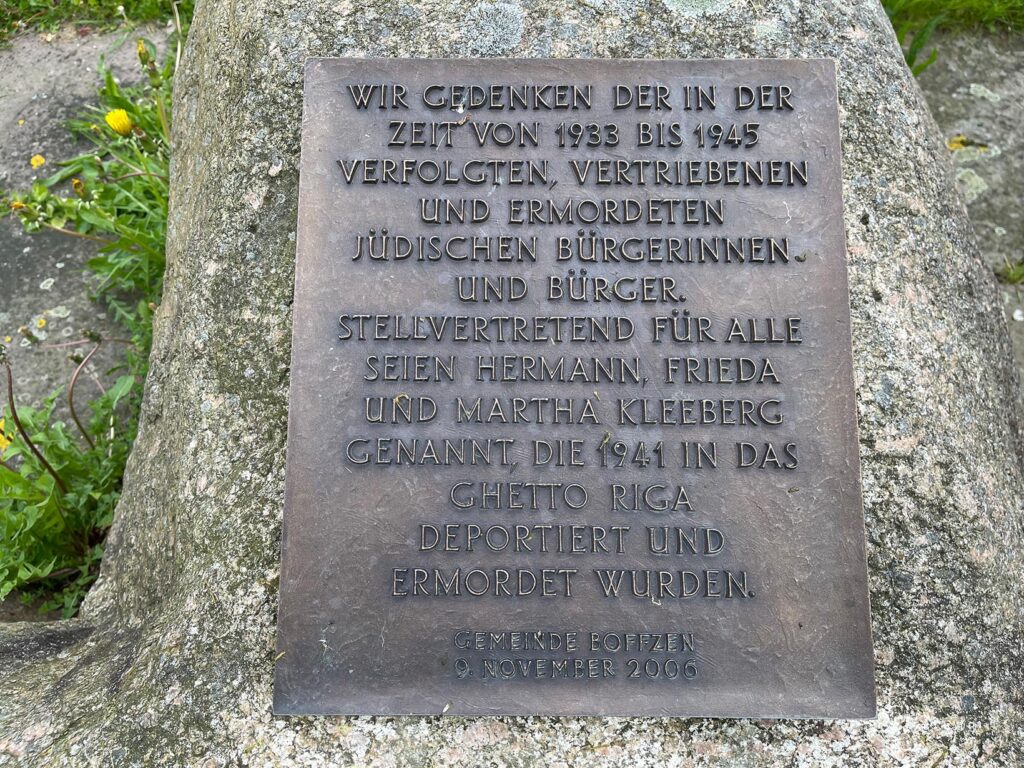 WIR GEDENKEN DER IN DER
ZEIT VON 1933 BIS 1945
VERFOLGTEN, VERTRIEBENEN
UND ERMORDETEN
JÜDISCHEN BÜRGERINNEN
UND BÜRGER.
STELLVERTRETEND FÜR ALLE
SEIEN HERMANN, FRIEDA
UND MARTHA KLEEBERG
GENANNT, DIE 1941 IN DAS
GHETTO RIGA
DEPORTIERT UND
ERMORDET WURDEN.
GEMEINDE BOFFZEN
9. NOVEMBER 2006